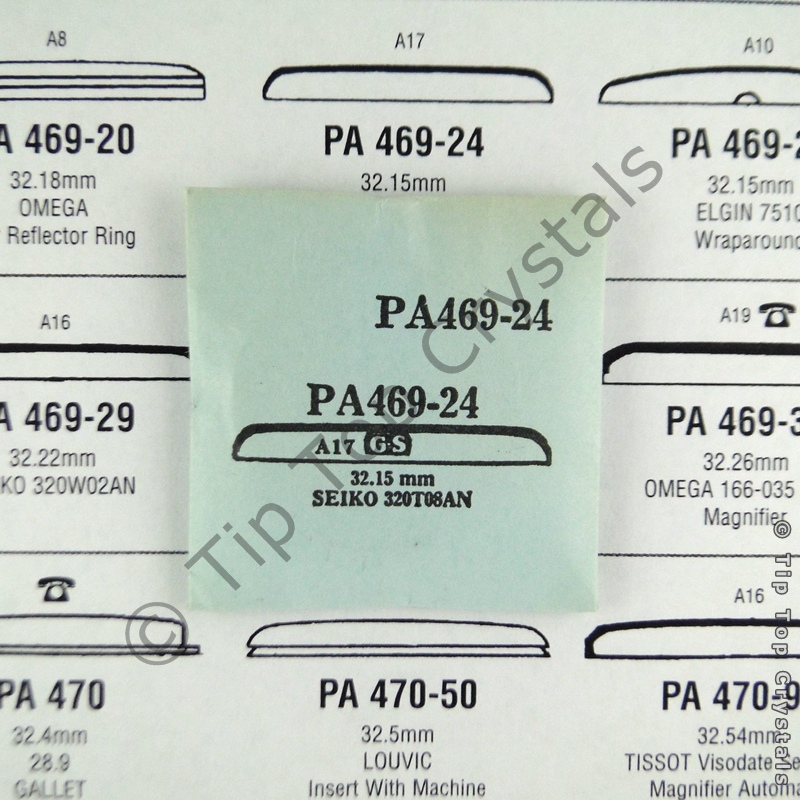 A8
A17
A10
A 469-20
PA 469-24
PA 469-2
32.18mm
32.15mm
32.15mm
OMEGA
ELGIN 7510
Reflector Ring
Wraparound
PA469-24
A16
A19
PA469-24
A17 G-S
32.15 mm
SEIKO 320T08AN
A 469-29
PA 469-3
32.22mm
32.26mm
KO 320W02AN
OMEGA 166-035
Magnifier
A16
PA 470
PA 470-50
PA 470-9
32.4mm
32.5mm
32.54mm
28.9
LOUVIC
TISSOT Visodate Se
GALLET
Insert With Machine
Magnifier Automa
© Tip Top Crystals
© Tip Top Crystals